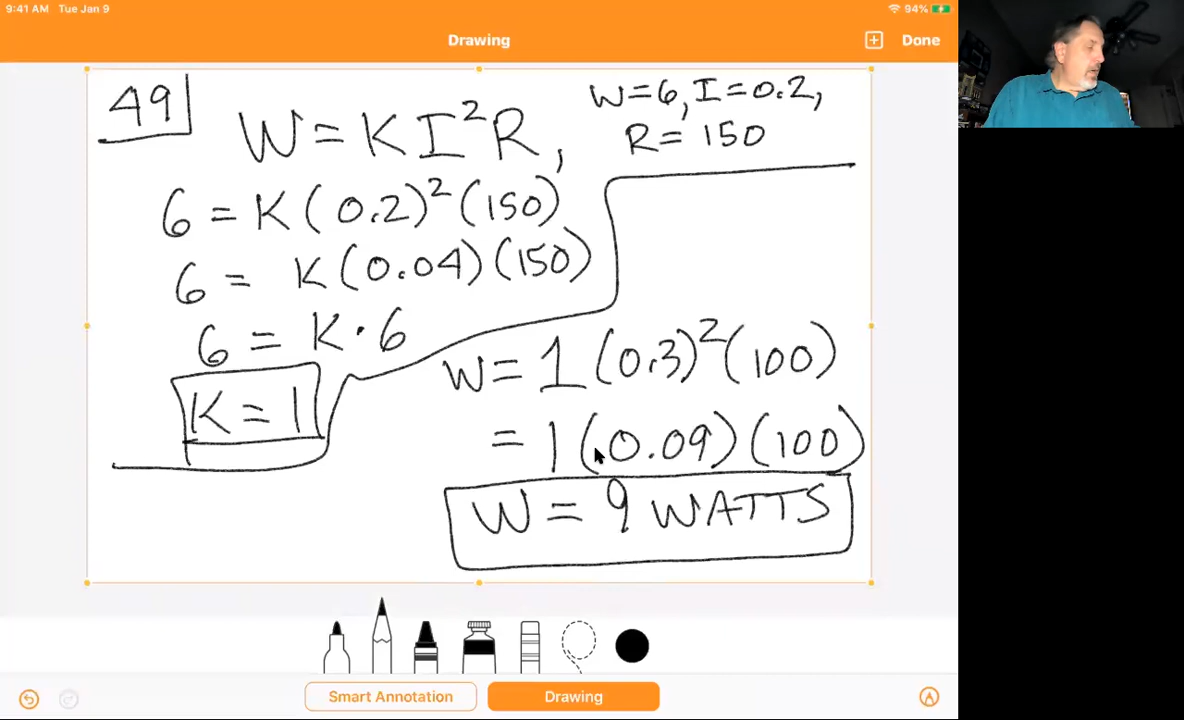 9:41 AM Tue Jan 9
94%
Drawing
Done
49
W = K I² R,
W=6, I=0.2,
R= 150
6 = K (0.2)² (150)
6 = K (0.04) (150)
6 = K · 6
K = 1
W = 1 (0.3)² (100)
= 1 (0.09) (100)
W = 9 WATTS
Smart Annotation
Drawing